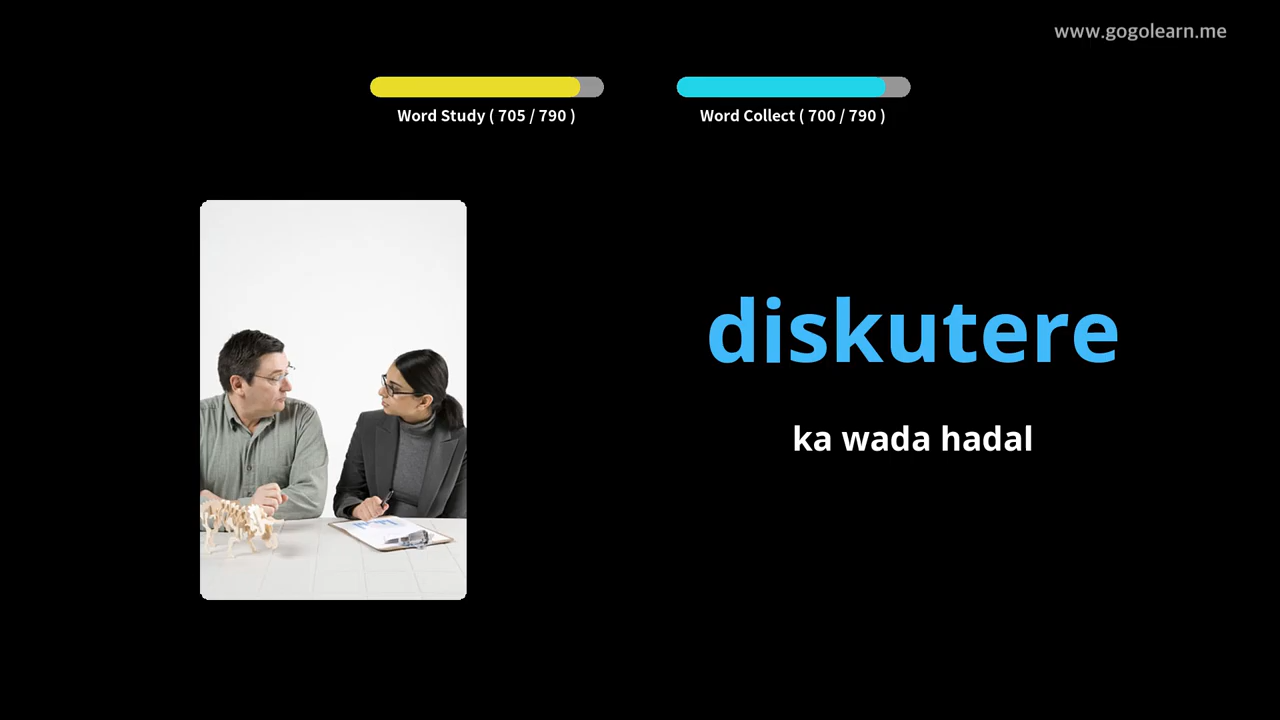 www.gogolearn.me
Word Study ( 705 / 790 )
Word Collect ( 700 / 790 )
diskutere
ka wada hadal